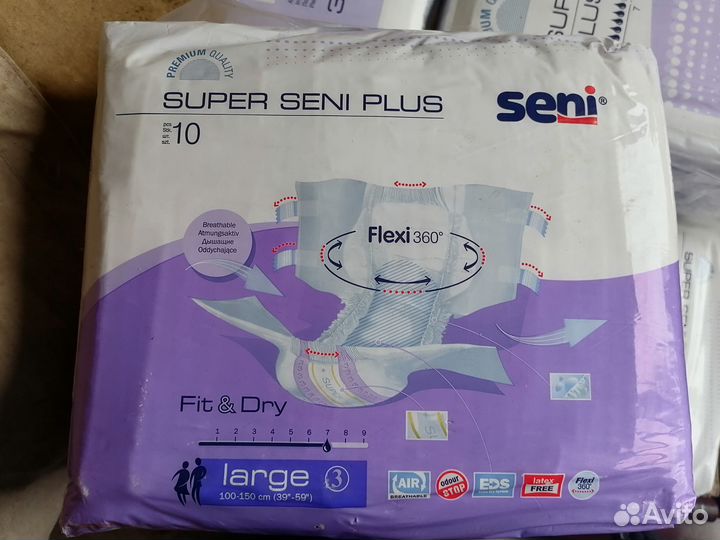 PREMIUM QUALITY
SUPER SENI PLUS
seni®
10
Breathable
Atmungsaktiv
Дышащие
Oddychające
Flexi 360°
Fit & Dry
1 2 3 4 5 6 7 8 9
large 3
100-150 cm (39"-59")
AIR
BREATHABLE
odour
STOP
EDS
latex
FREE
Flexi
360°
SUPER
Avito